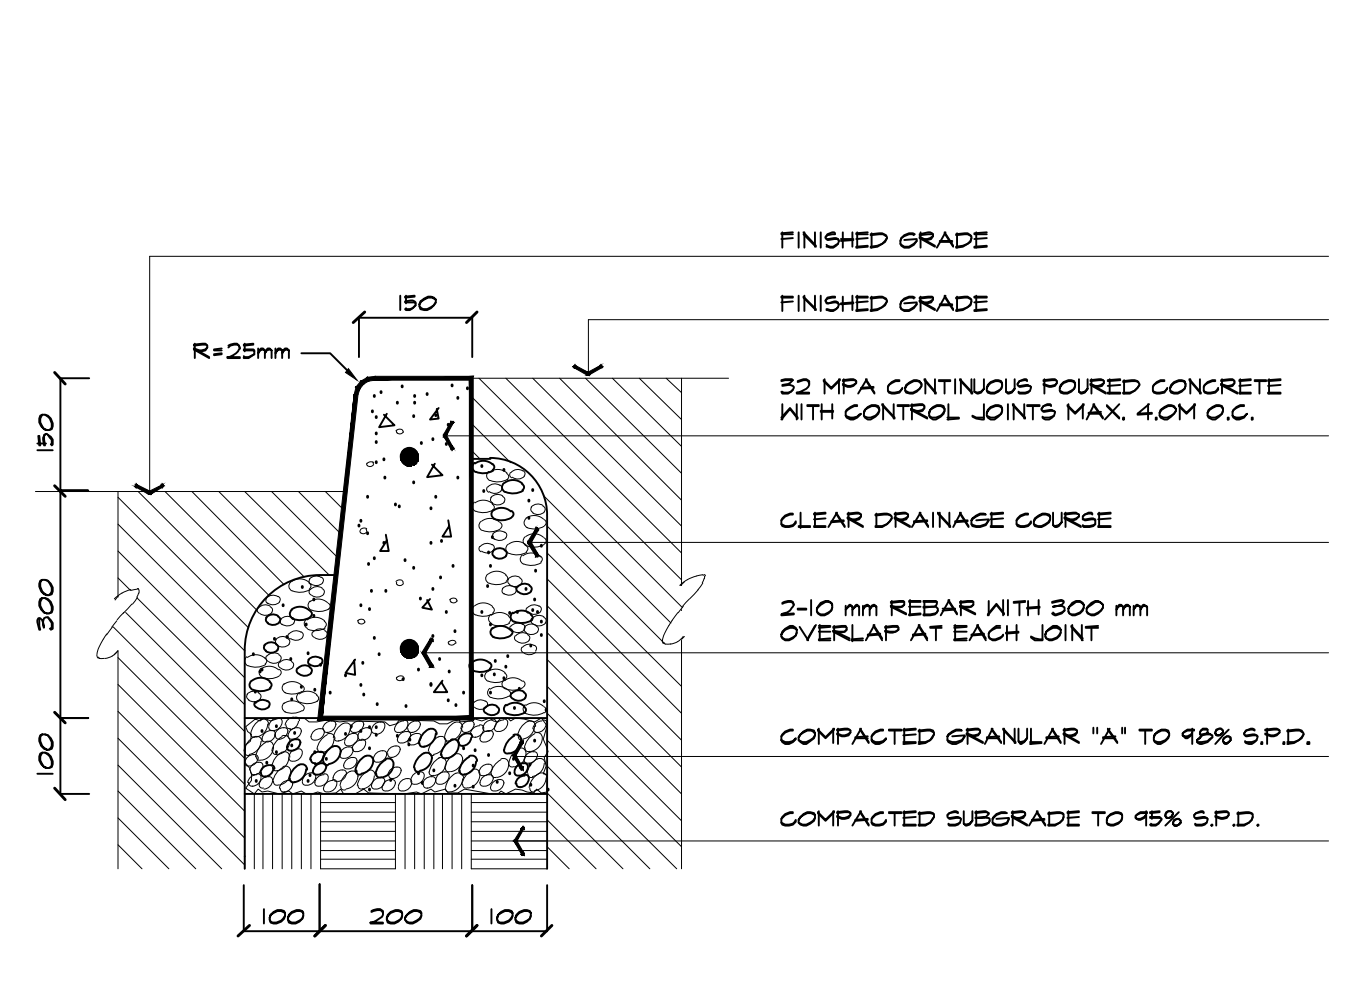 FINISHED GRADE
FINISHED GRADE
150
R=25mm
32 MPA CONTINUOUS POURED CONCRETE
WITH CONTROL JOINTS MAX. 4.0M O.C.
150
CLEAR DRAINAGE COURSE
300
2-10 mm REBAR WITH 300 mm
OVERLAP AT EACH JOINT
100
COMPACTED GRANULAR "A" TO 98% S.P.D.
COMPACTED SUBGRADE TO 95% S.P.D.
100 200 100